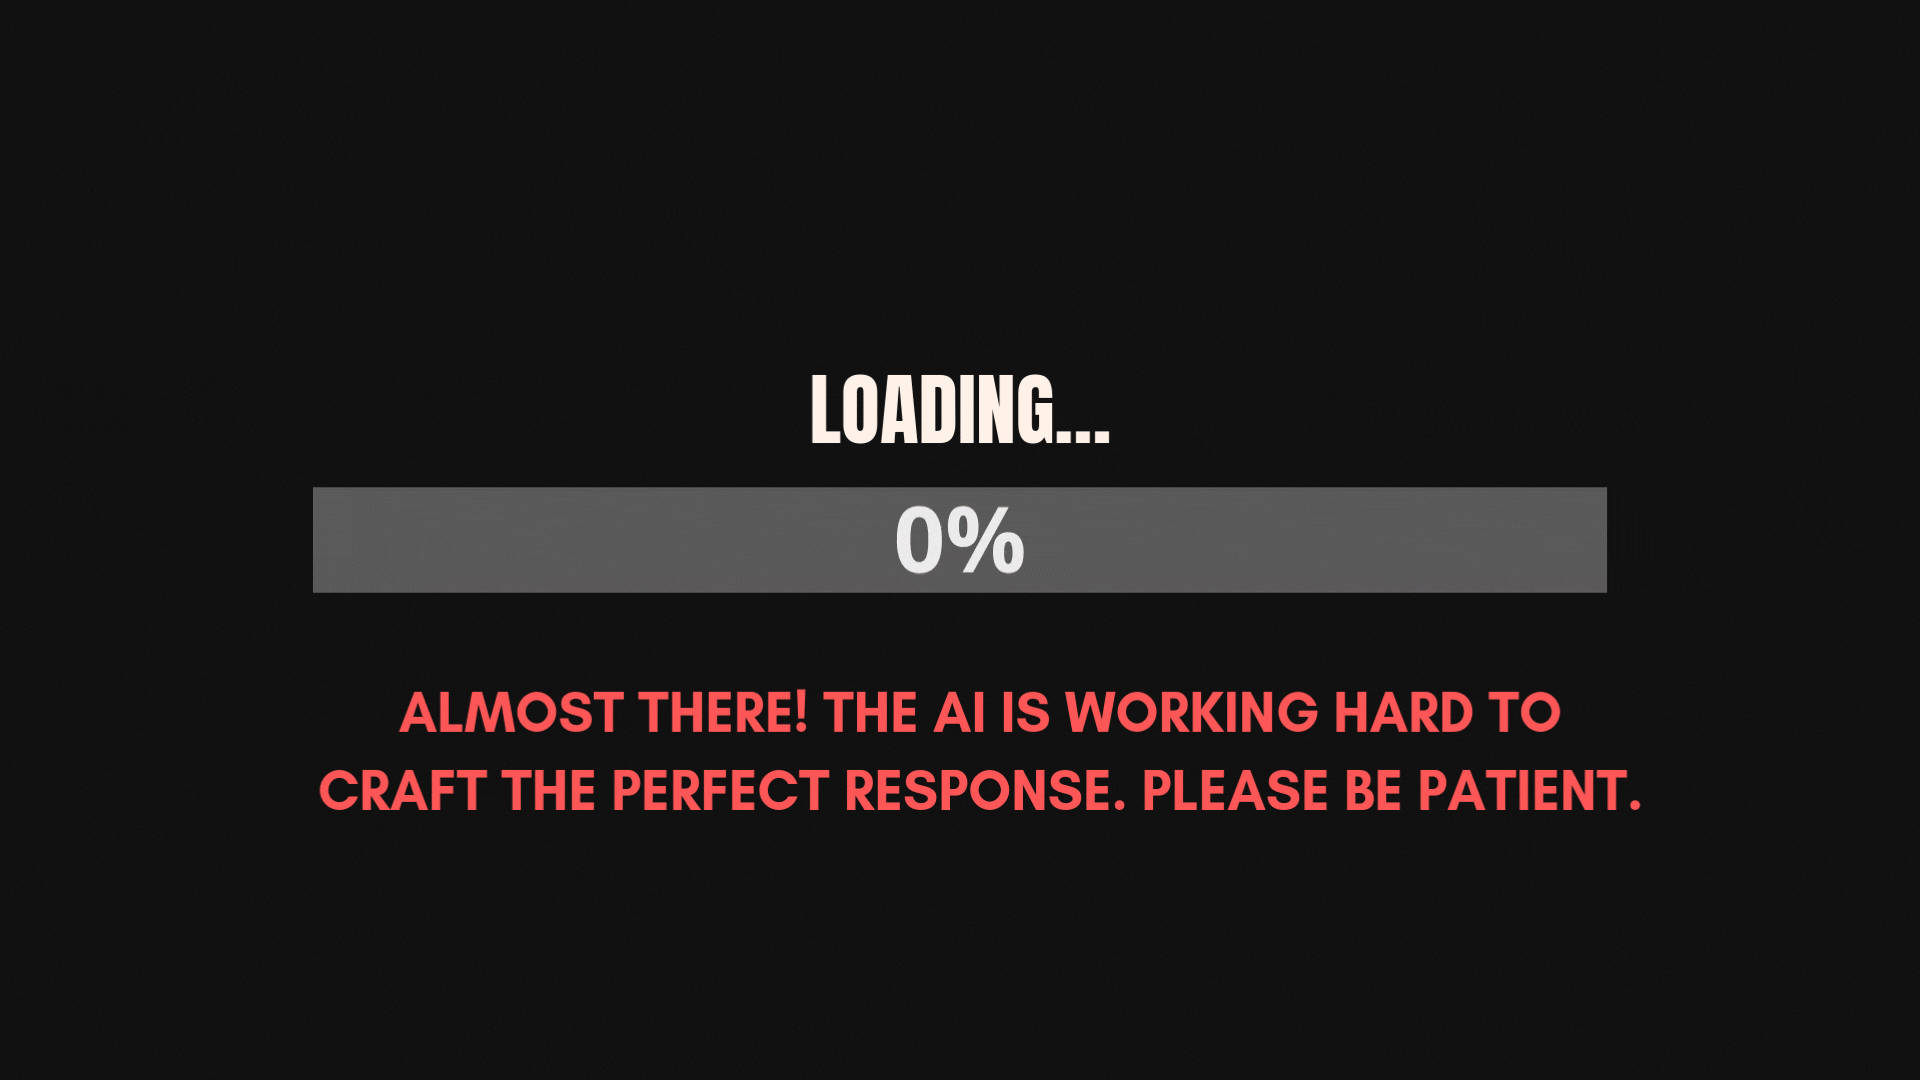 LOADING...
0%
ALMOST THERE! THE AI IS WORKING HARD TO
CRAFT THE PERFECT RESPONSE. PLEASE BE PATIENT.